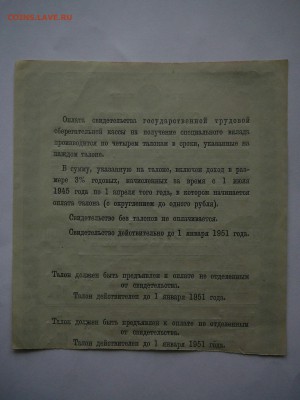 Оплата свидетельства государственной трудовой
сберегательной кассы на получение специального вклада
производится по четырем талонам в сроки, указанные на
каждом талоне.
В сумму, указанную на талоне, включен доход в раз-
мере 3% годовых, исчисленных за время с 1 июля
1945 года по 1 апреля того года, в котором начинается
оплата талона (с округлением до одного рубля).
Свидетельство без талонов не оплачивается.
Свидетельство действительно до 1 января 1951 года.
Талон должен быть предъявлен к оплате не отделенным
от свидетельства.
Талон действителен до 1 января 1951 года.
Талон должен быть предъявлен к оплате не отделенным
от свидетельства.
Талон действителен до 1 января 1951 года.